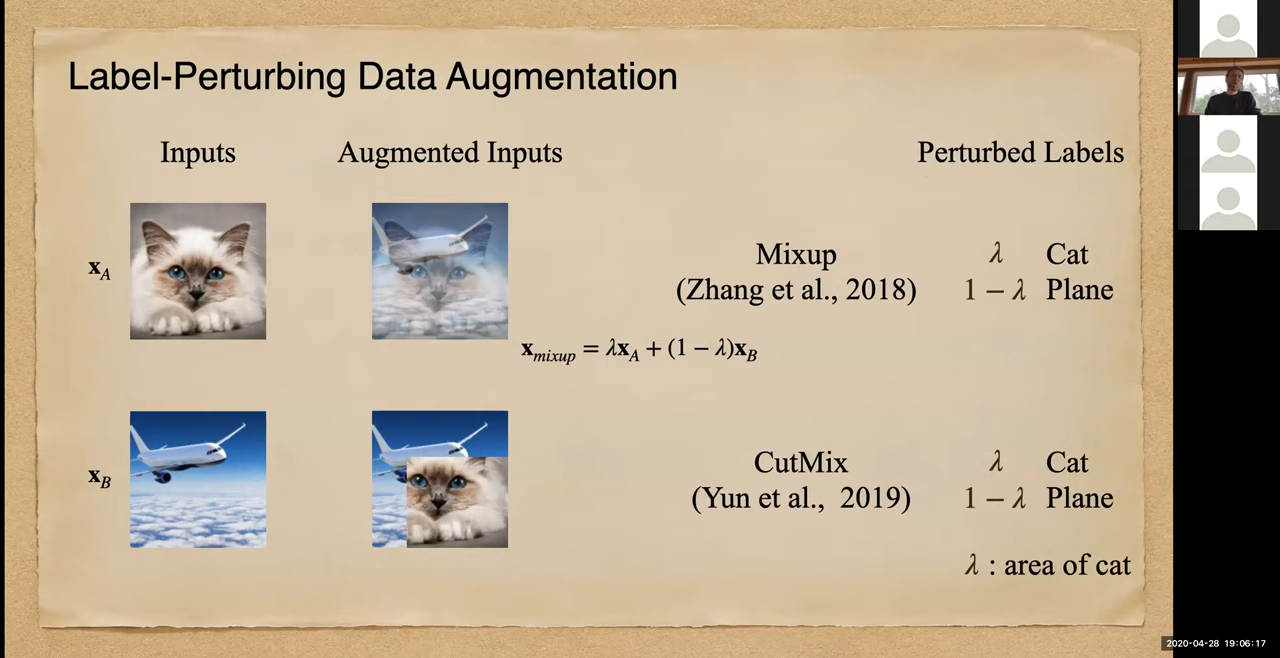 Label-Perturbing Data Augmentation
Inputs
Augmented Inputs
Perturbed Labels
x_A
Mixup
(Zhang et al., 2018)
λ Cat
1 − λ Plane
x_mixup = λx_A + (1 − λ)x_B
x_B
CutMix
(Yun et al., 2019)
λ Cat
1 − λ Plane
λ : area of cat
2020-04-28 19:06:17